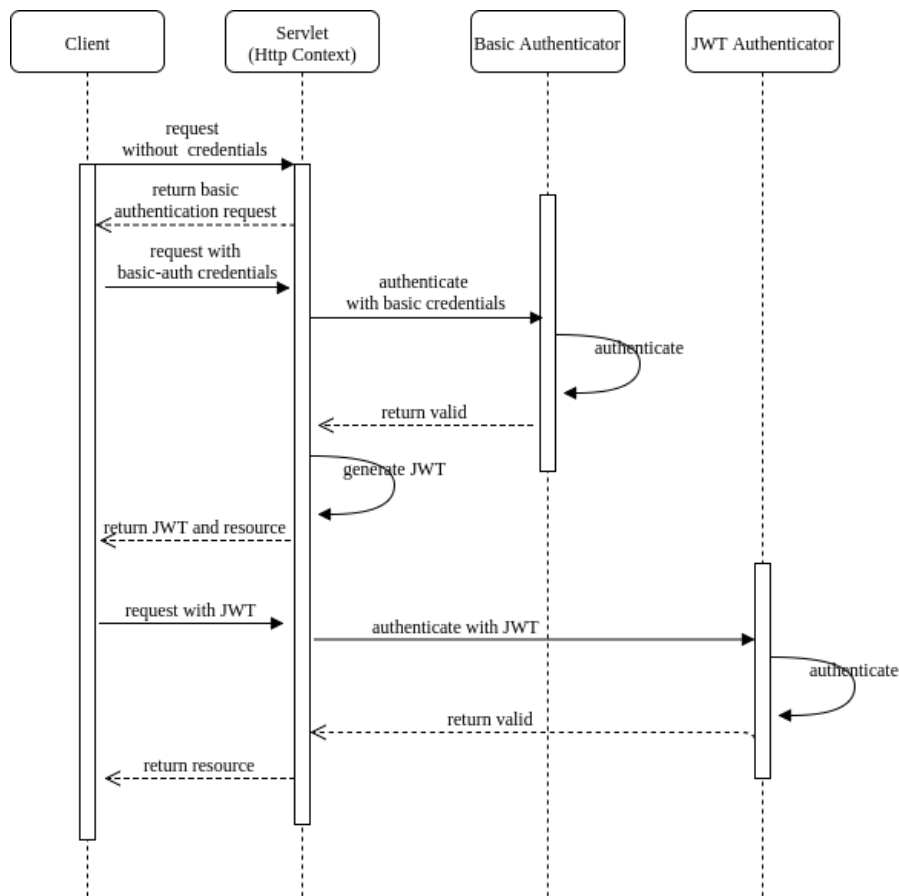 Client
Servlet
(Http Context)
Basic Authenticator
JWT Authenticator
request
without credentials
return basic
authentication request
request with
basic-auth credentials
authenticate
with basic credentials
authenticate
return valid
generate JWT
return JWT and resource
request with JWT
authenticate with JWT
authenticate
return valid
return resource